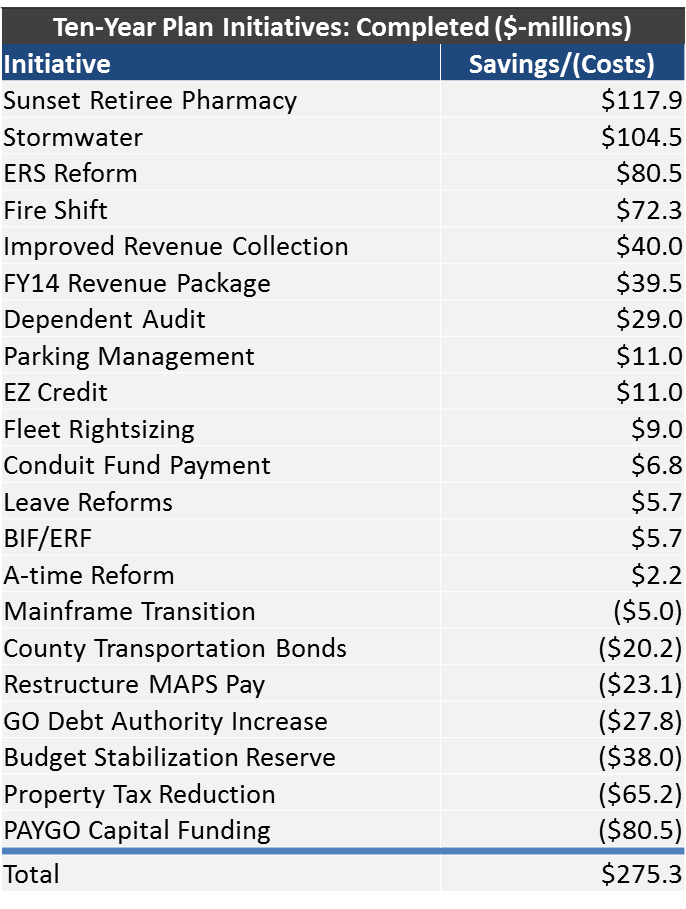 Ten-Year Plan Initiatives: Completed ($-millions)
Initiative Savings/(Costs)
Sunset Retiree Pharmacy $117.9
Stormwater $104.5
ERS Reform $80.5
Fire Shift $72.3
Improved Revenue Collection $40.0
FY14 Revenue Package $39.5
Dependent Audit $29.0
Parking Management $11.0
EZ Credit $11.0
Fleet Rightsizing $9.0
Conduit Fund Payment $6.8
Leave Reforms $5.7
BIF/ERF $5.7
A-time Reform $2.2
Mainframe Transition ($5.0)
County Transportation Bonds ($20.2)
Restructure MAPS Pay ($23.1)
GO Debt Authority Increase ($27.8)
Budget Stabilization Reserve ($38.0)
Property Tax Reduction ($65.2)
PAYGO Capital Funding ($80.5)
Total $275.3